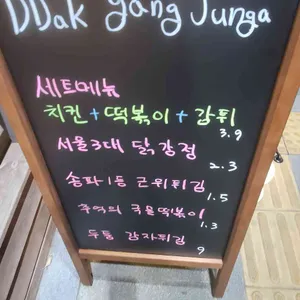 DDak gang Junga
세트메뉴
치킨 + 떡볶이 + 감튀
3.9
서울3대 닭강정
2.3
송파1등 근위튀김
1.5
추억의 국물떡볶이
1.3
두툼 감자튀김
9